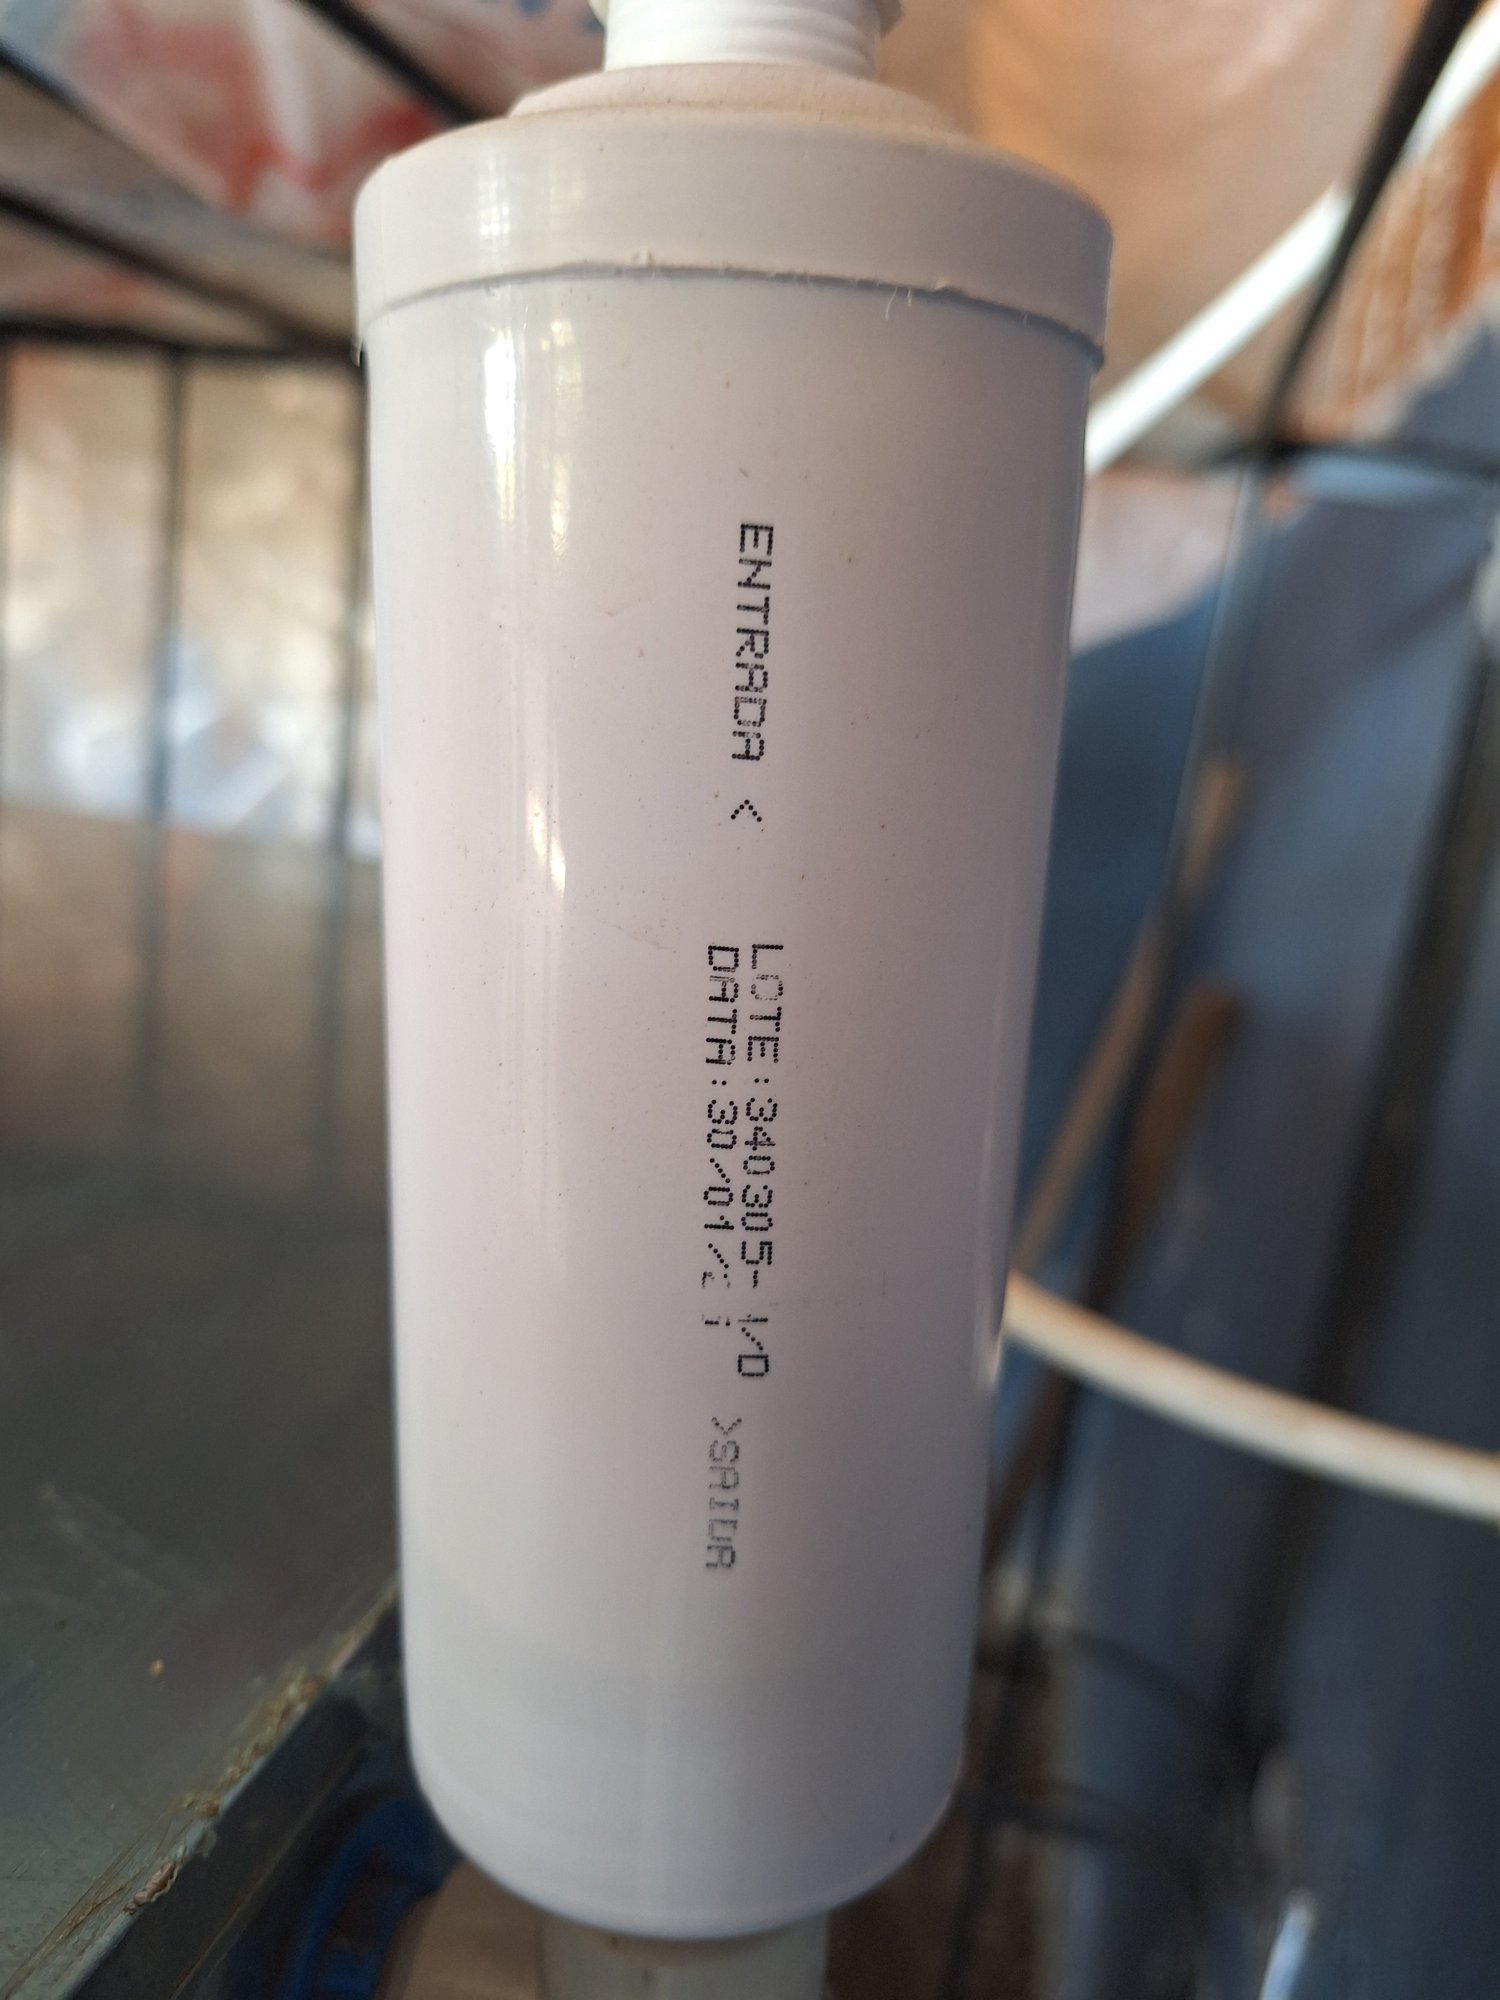 ENTRADA <
LOTE:340305- I/D
DATA:30/01/
>SAIDA